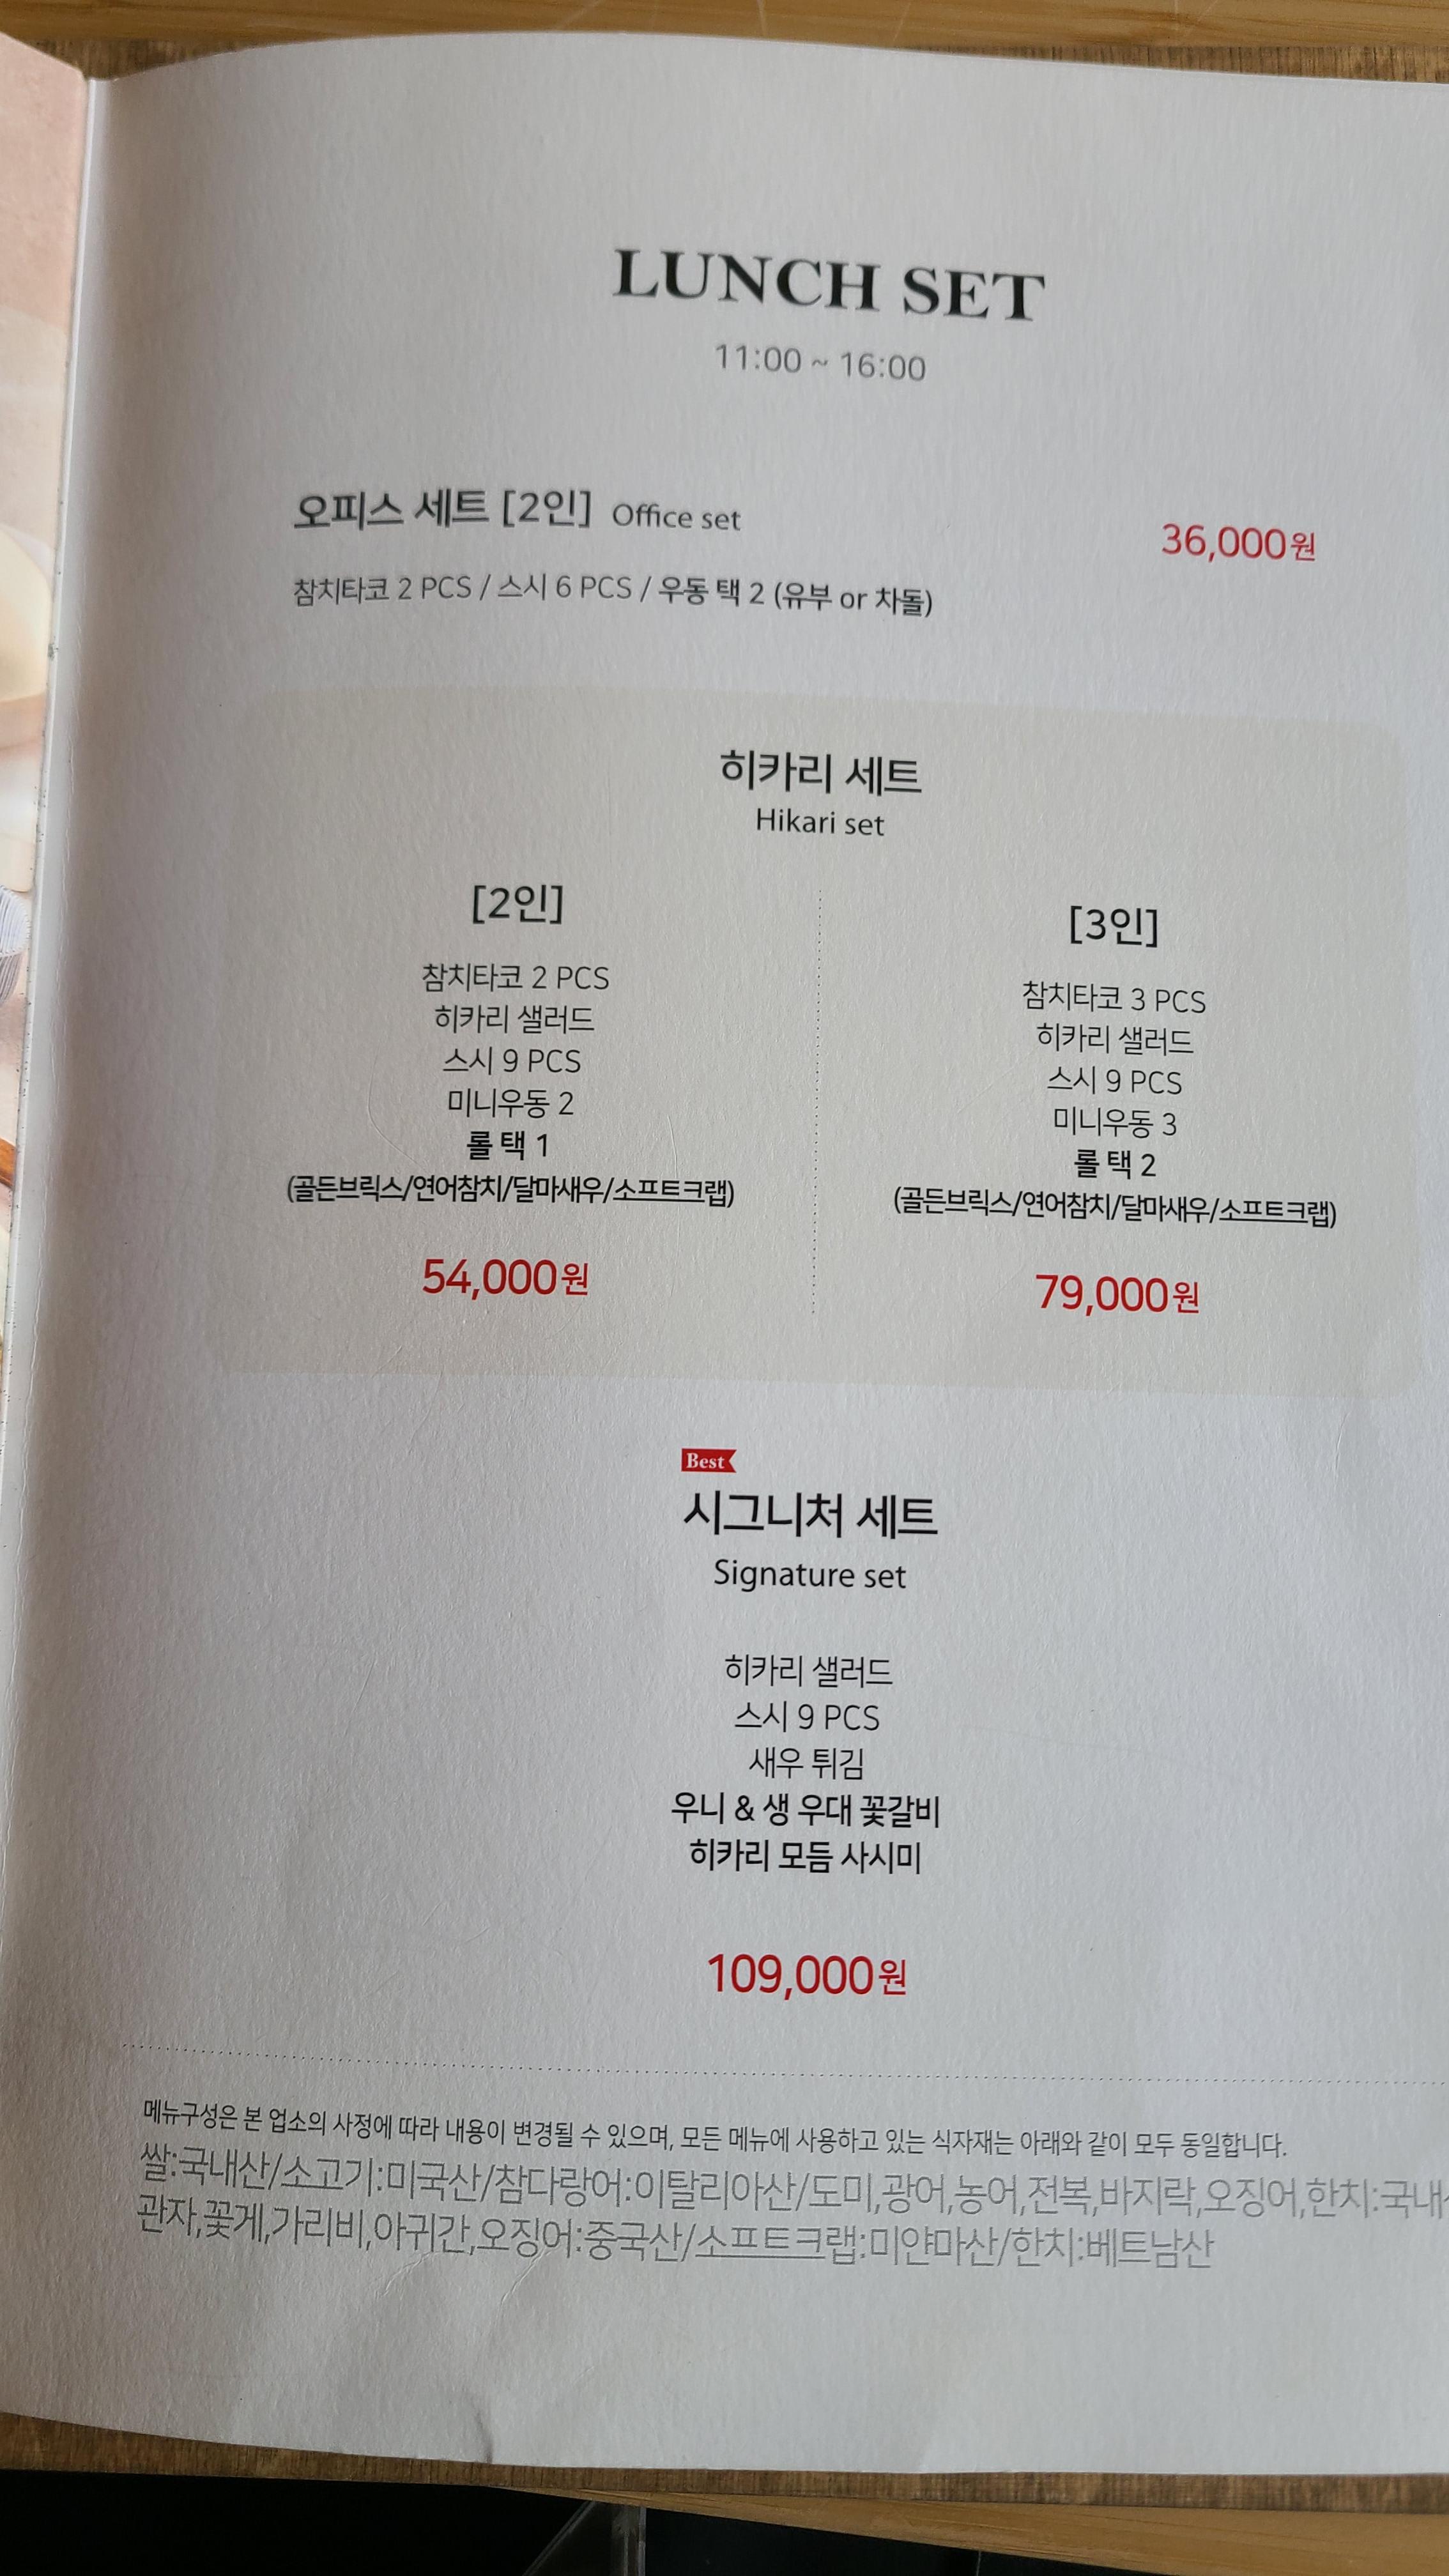 LUNCH SET
11:00 ~ 16:00
오피스 세트 [2인] Office set
36,000원
참치타코 2 PCS / 스시 6 PCS / 우동 택 2 (유부 or 차돌)
히카리 세트
Hikari set
[2인]
참치타코 2 PCS
히카리 샐러드
스시 9 PCS
미니우동 2
롤 택 1
(골든브릭스/연어참치/달마새우/소프트크랩)
54,000원
[3인]
참치타코 3 PCS
히카리 샐러드
스시 9 PCS
미니우동 3
롤 택 2
(골든브릭스/연어참치/달마새우/소프트크랩)
79,000원
Best
시그니처 세트
Signature set
히카리 샐러드
스시 9 PCS
새우 튀김
우니 & 생 우대 꽃갈비
히카리 모듬 사시미
109,000원
메뉴구성은 본 업소의 사정에 따라 내용이 변경될 수 있으며, 모든 메뉴에 사용하고 있는 식자재는 아래와 같이 모두 동일합니다.
쌀:국내산/소고기:미국산/참다랑어:이탈리아산/도미,광어,농어,전복,바지락,오징어,한치:국내
관자,꽃게,가리비,아귀간,오징어:중국산/소프트크랩:미얀마산/한치:베트남산